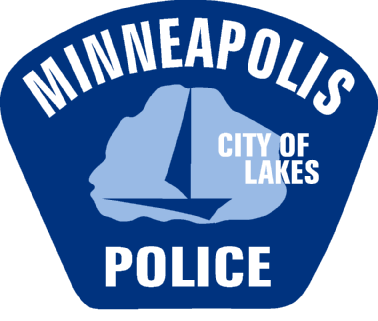 MINNEAPOLIS
CITY OF
LAKES
POLICE